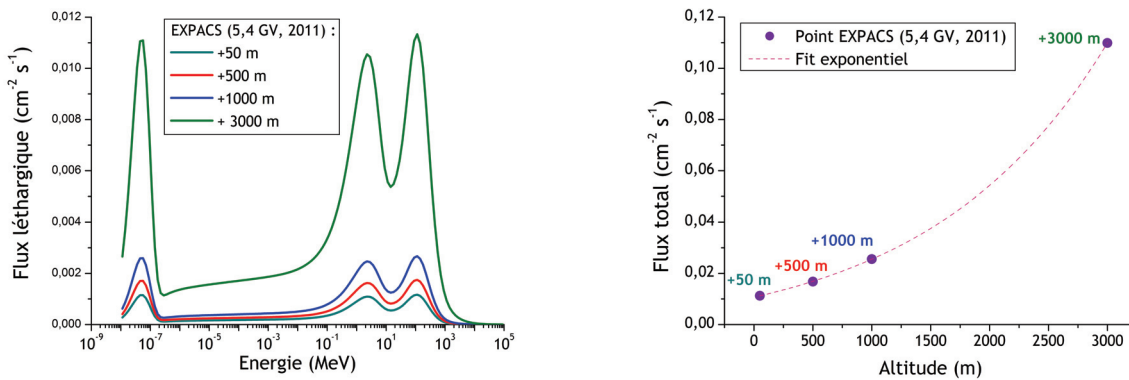 EXPACS (5,4 GV, 2011) :
+50 m
+500 m
+1000 m
+ 3000 m
Flux léthargique (cm-2 s-1)
0,012
0,010
0,008
0,006
0,004
0,002
0,000
10-9 10-7 10-5 10-3 10-1 101 103 105
Energie (MeV)
Point EXPACS (5,4 GV, 2011)
Fit exponentiel
+3000 m
+1000 m
+500 m
+50 m
Flux total (cm-2 s-1)
0,12
0,10
0,08
0,06
0,04
0,02
0,00
0 500 1000 1500 2000 2500 3000
Altitude (m)